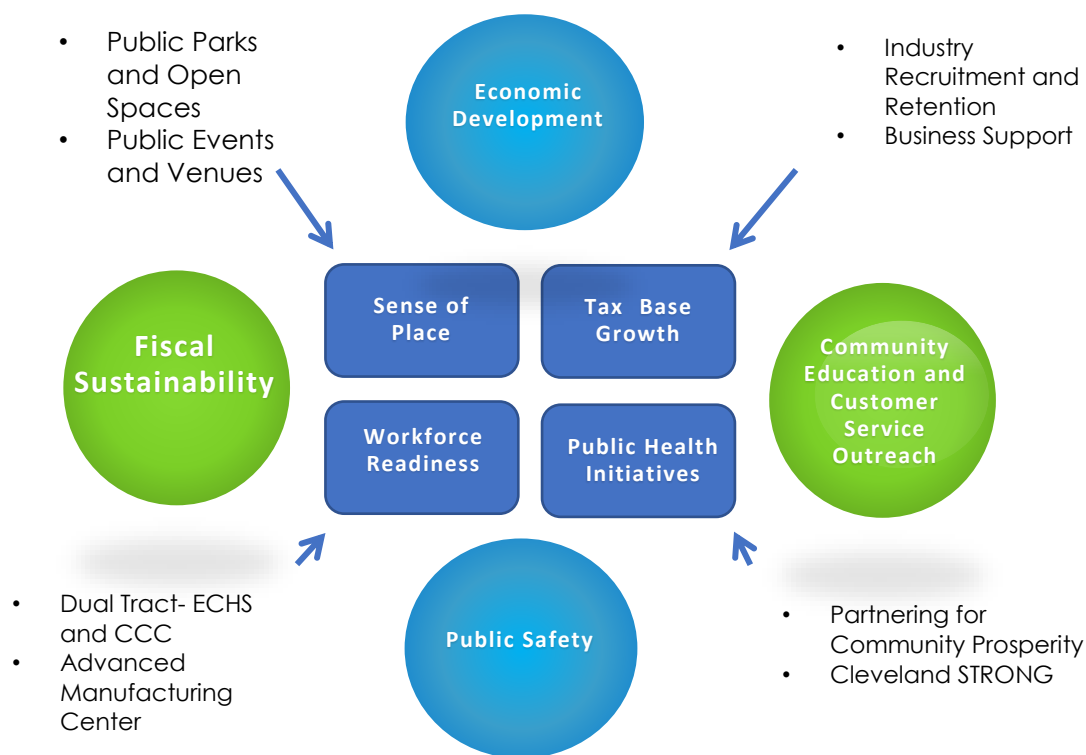 • Public Parks
and Open
Spaces
• Public Events
and Venues
Economic
Development
• Industry
Recruitment and
Retention
• Business Support
Fiscal
Sustainability
Sense of
Place
Tax Base
Growth
Community
Education and
Customer
Service
Outreach
Workforce
Readiness
Public Health
Initiatives
• Dual Tract- ECHS
and CCC
• Advanced
Manufacturing
Center
Public Safety
• Partnering for
Community Prosperity
• Cleveland STRONG